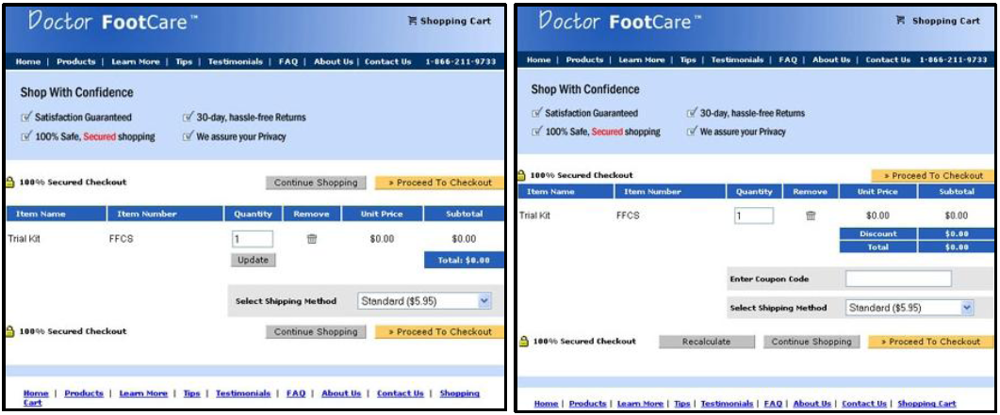 Doctor FootCare™
Shopping Cart
Home | Products | Learn More | Tips | Testimonials | FAQ | About Us | Contact Us 1-866-211-9733
Shop With Confidence
Satisfaction Guaranteed 30-day, hassle-free Returns
100% Safe, Secured shopping We assure your Privacy
100% Secured Checkout Continue Shopping » Proceed To Checkout
Item Name Item Number Quantity Remove Unit Price Subtotal
Trial Kit FFCS 1 $0.00 $0.00
Update Total: $0.00
Select Shipping Method Standard ($5.95)
100% Secured Checkout Continue Shopping » Proceed To Checkout
Home | Products | Learn More | Tips | Testimonials | FAQ | About Us | Contact Us | Shopping
Cart
Doctor FootCare™
Shopping Cart
Home | Products | Learn More | Tips | Testimonials | FAQ | About Us | Contact Us 1-866-211-9733
Shop With Confidence
Satisfaction Guaranteed 30-day, hassle-free Returns
100% Safe, Secured shopping We assure your Privacy
100% Secured Checkout » Proceed To Checkout
Item Name Item Number Quantity Remove Unit Price Subtotal
Trial Kit FFCS 1 $0.00 $0.00
Discount $0.00
Total $0.00
Enter Coupon Code
Select Shipping Method Standard ($5.95)
100% Secured Checkout Recalculate Continue Shopping » Proceed To Checkout
Home | Products | Learn More | Tips | Testimonials | FAQ | About Us | Contact Us | Shopping Cart